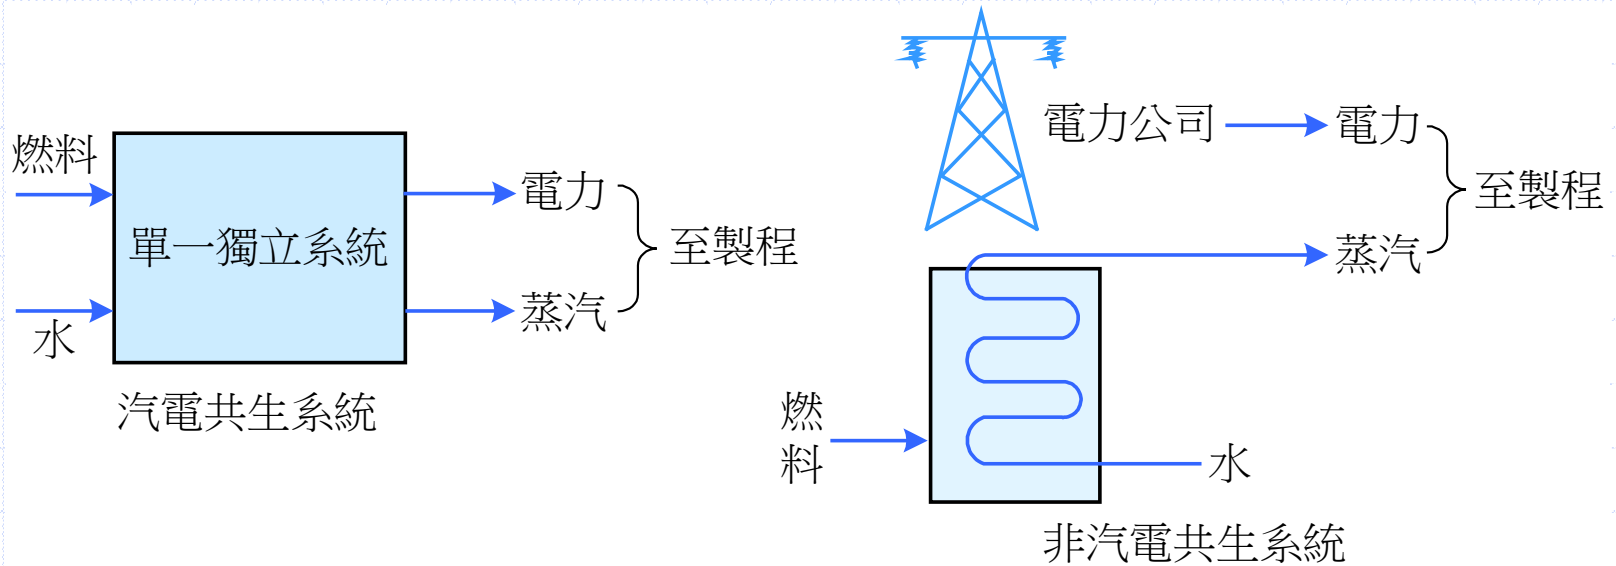 燃料
水
單一獨立系統
電力
蒸汽
至製程
汽電共生系統
電力公司
電力
蒸汽
至製程
燃
料
水
非汽電共生系統